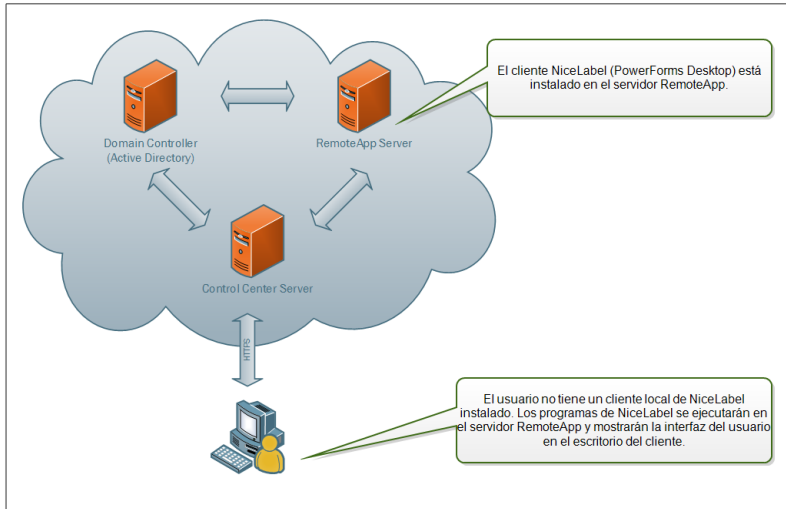 El cliente NiceLabel (PowerForms Desktop) está
instalado en el servidor RemoteApp.
Domain Controller
(Active Directory)
RemoteApp Server
Control Center Server
HTTPS
El usuario no tiene un cliente local de NiceLabel
instalado. Los programas de NiceLabel se ejecutarán en
el servidor RemoteApp y mostrarán la interfaz del usuario
en el escritorio del cliente.